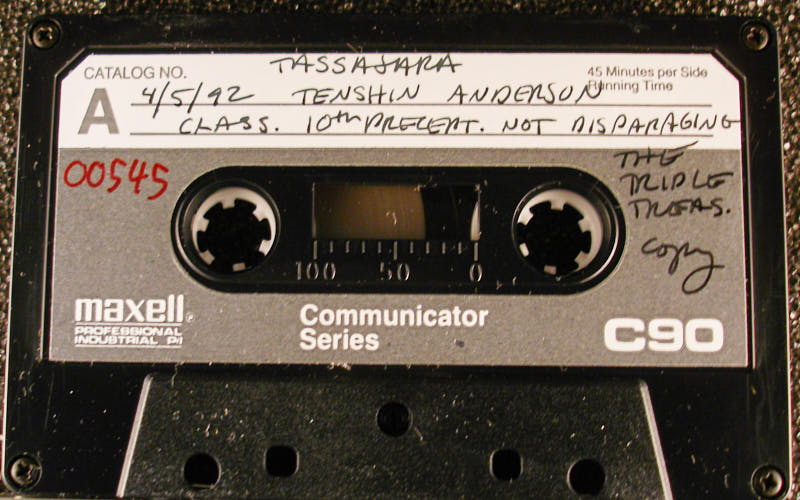 TASSAJARA
CATALOG NO.
45 Minutes per Side
Running Time
A
4/5/92 TENSHIN ANDERSON
CLASS. 10th PRECEPT. NOT DISPARAGING
THE
TRIPLE
TREAS.
copy
00545
100 50 0
maxell
PROFESSIONAL
INDUSTRIAL P/I
Communicator
Series
C90